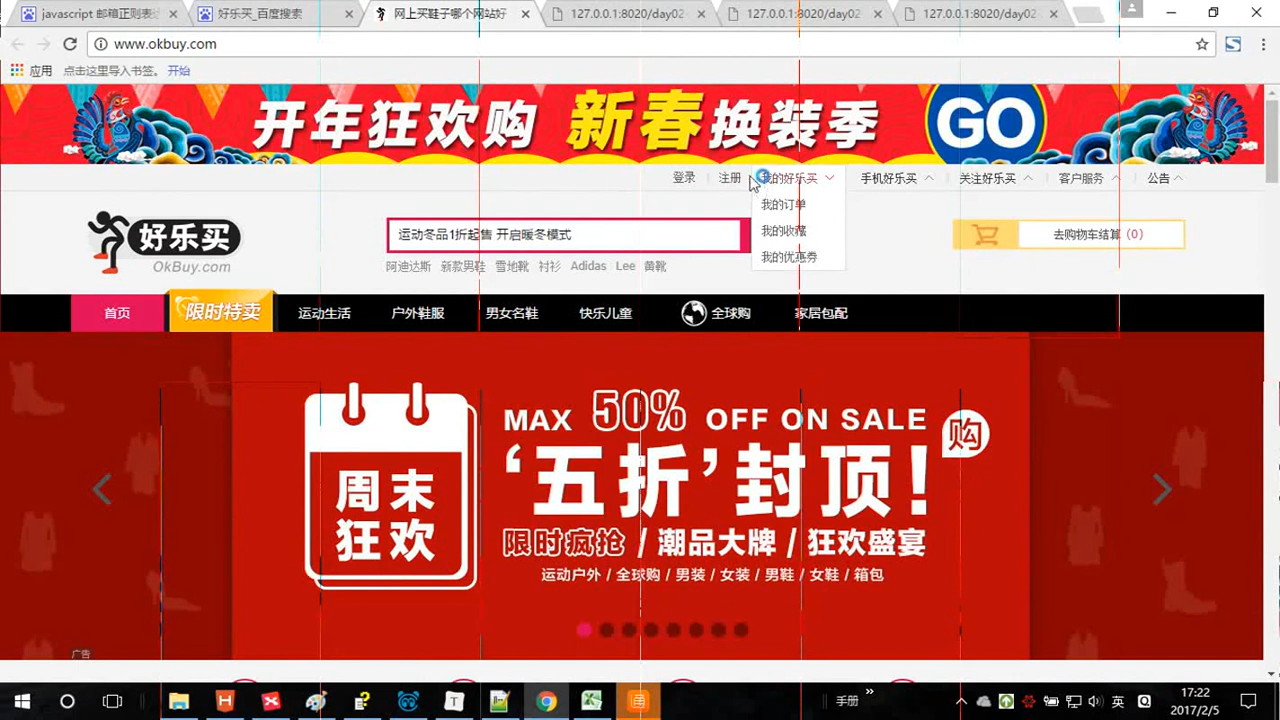 javascript 邮箱正则表
好乐买_百度搜索
网上买鞋子哪个网站好
127.0.0.1:8020/day02
127.0.0.1:8020/day02
127.0.0.1:8020/day02
www.okbuy.com
应用 点击这里导入书签。 开始
开年狂欢购 新春换装季 GO
登录 注册 我的好乐买 手机好乐买 关注好乐买 客户服务 公告
我的订单
我的收藏
我的优惠券
好乐买
OkBuy.com
运动冬品1折起售 开启暖冬模式
去购物车结算 (0)
阿迪达斯 新款男鞋 雪地靴 衬衫 Adidas Lee 黄靴
首页 限时特卖 运动生活 户外鞋服 男女名鞋 快乐儿童 全球购 家居包配
周末
狂欢
MAX 50% OFF ON SALE
‘五折’封顶!
购
限时疯抢 / 潮品大牌 / 狂欢盛宴
运动户外 / 全球购 / 男装 / 女装 / 男鞋 / 女鞋 / 箱包
广告
手册
英
17:22
2017/2/5